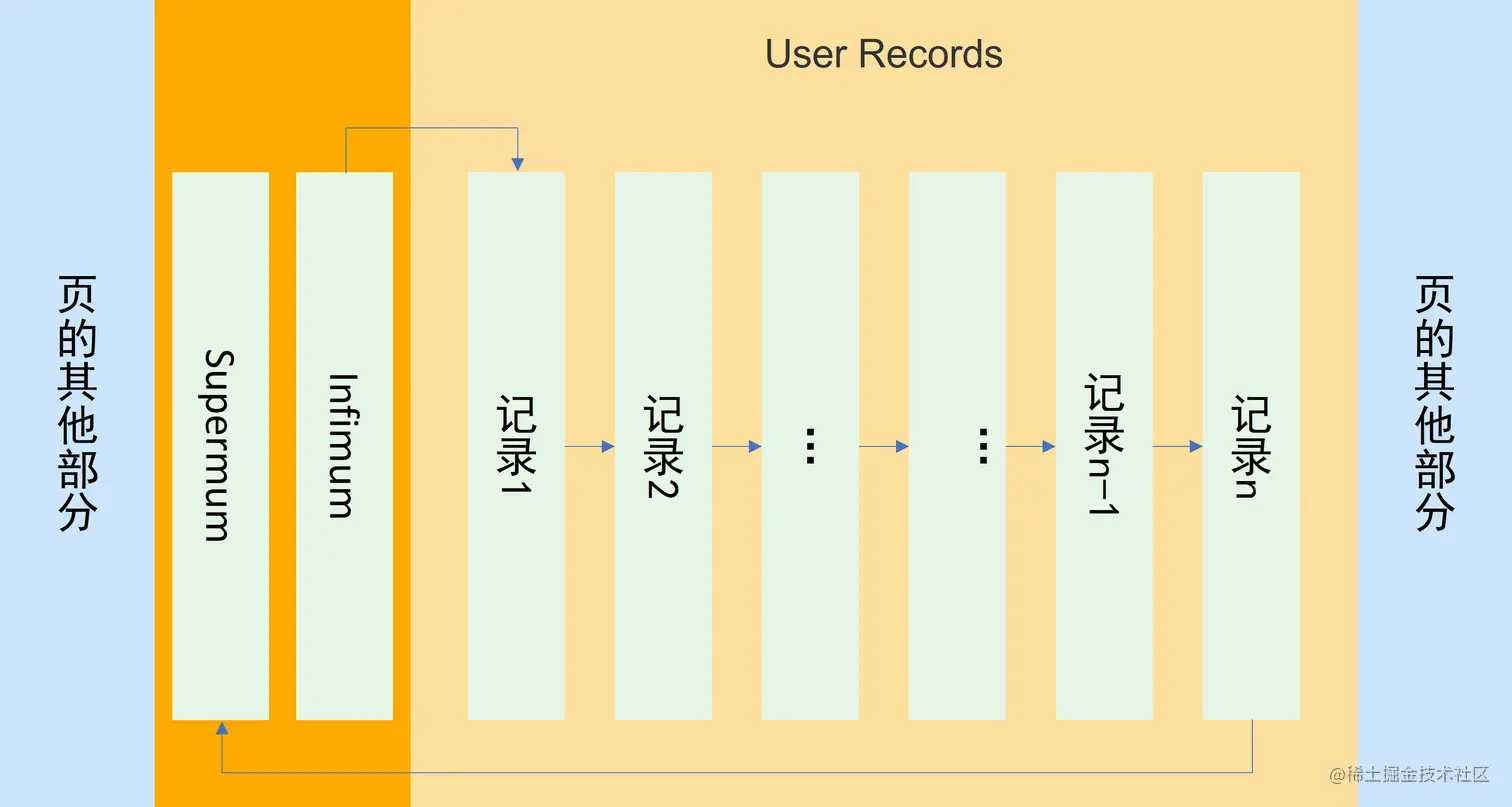 User Records
页的其他部分
Supermum
Infimum
记录1
记录2
...
...
记录n-1
记录n
页的其他部分
@稀土掘金技术社区